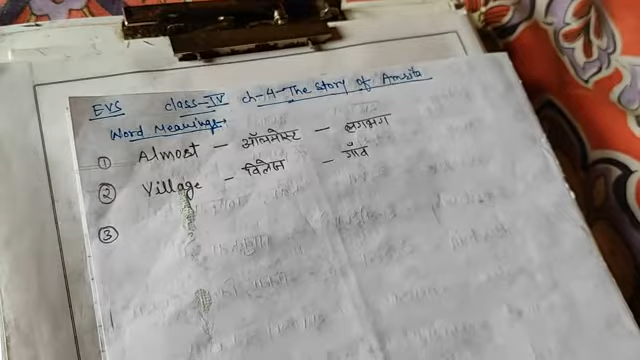 EVS class-IV ch-4-The story of Amrita
Word Meanings
① Almost - ऑलमोस्ट - लगभग
② Village - विलेज - गाँव
③